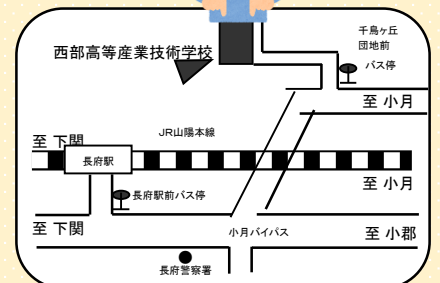 千鳥ヶ丘
団地前
バス停
西部高等産業技術学校
至 小月
JR山陽本線
至 下関
長府駅
至 小月
長府駅前バス停
至 下関
小月バイパス
至 小郡
長府警察署